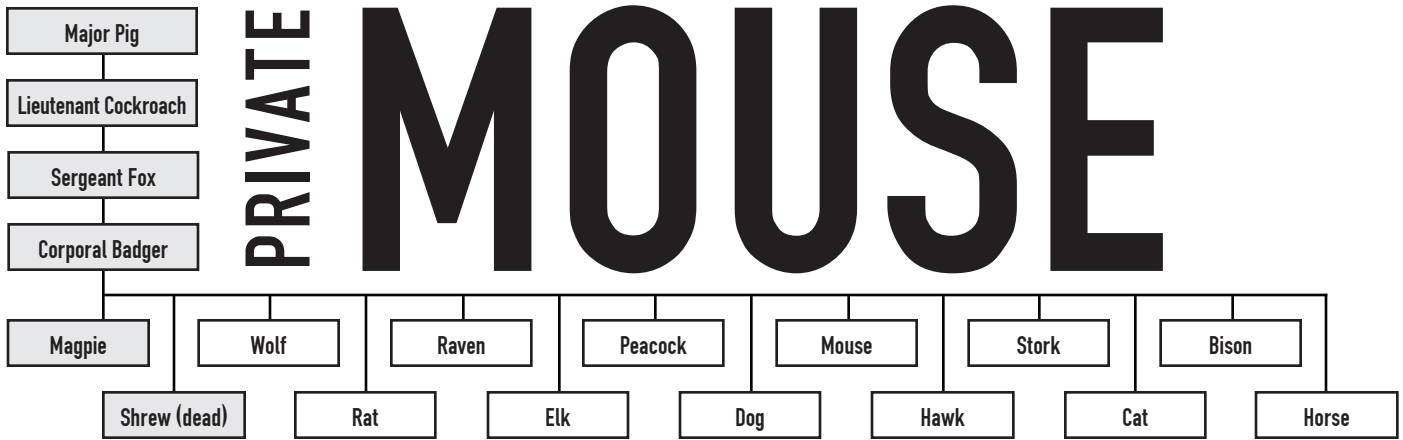 Major Pig
Lieutenant Cockroach
Sergeant Fox
Corporal Badger
PRIVATE
MOUSE
Magpie
Wolf
Raven
Peacock
Mouse
Stork
Bison
Shrew (dead)
Rat
Elk
Dog
Hawk
Cat
Horse